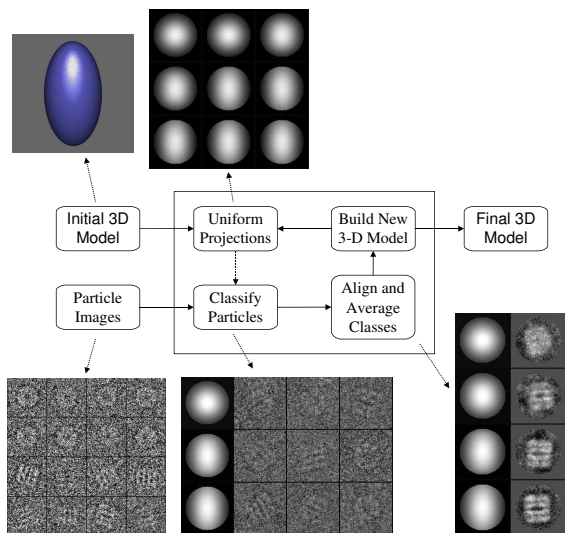 Initial 3D
Model
Uniform
Projections
Build New
3-D Model
Final 3D
Model
Particle
Images
Classify
Particles
Align and
Average
Classes